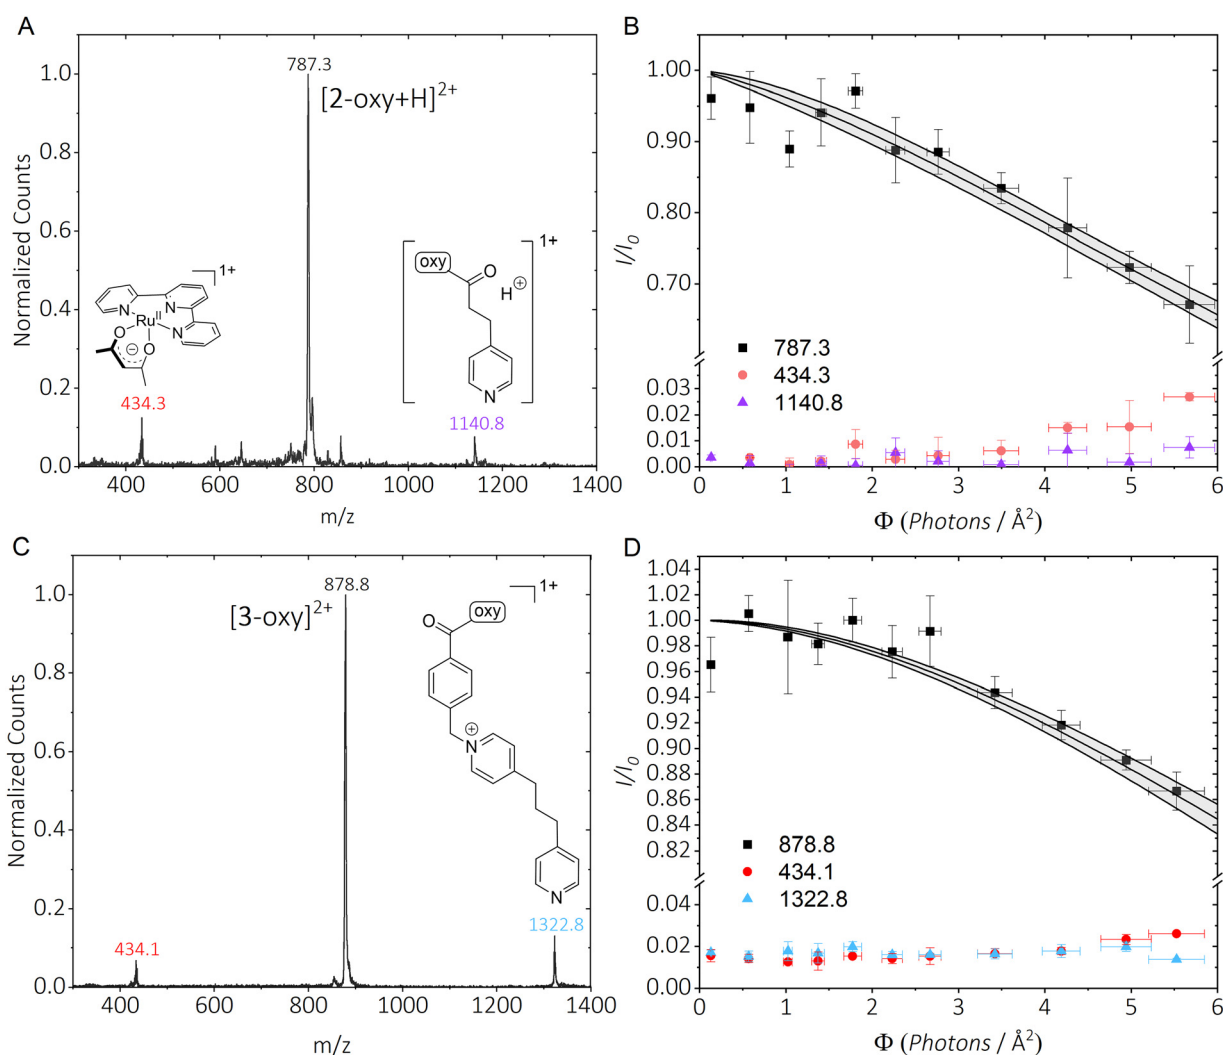 A
Normalized Counts
1.0
0.8
0.6
0.4
0.2
0.0
787.3
[2-oxy+H]2+
1+
N
N
N
RuII
O
O
⊖
434.3
1+
oxy
O
H⊕
N
1140.8
400
600
800
1000
1200
1400
m/z
B
I/I0
1.00
0.90
0.80
0.70
0.03
0.02
0.01
0.00
787.3
434.3
1140.8
0
1
2
3
4
5
6
Φ (Photons / Å2)
C
Normalized Counts
1.0
0.8
0.6
0.4
0.2
0.0
878.8
[3-oxy]2+
1+
oxy
O
N
⊕
N
434.1
1322.8
400
600
800
1000
1200
1400
m/z
D
I/I0
1.04
1.02
1.00
0.98
0.96
0.94
0.92
0.90
0.88
0.86
0.84
0.82
0.04
0.02
0.00
878.8
434.1
1322.8
0
1
2
3
4
5
6
Φ (Photons / Å2)